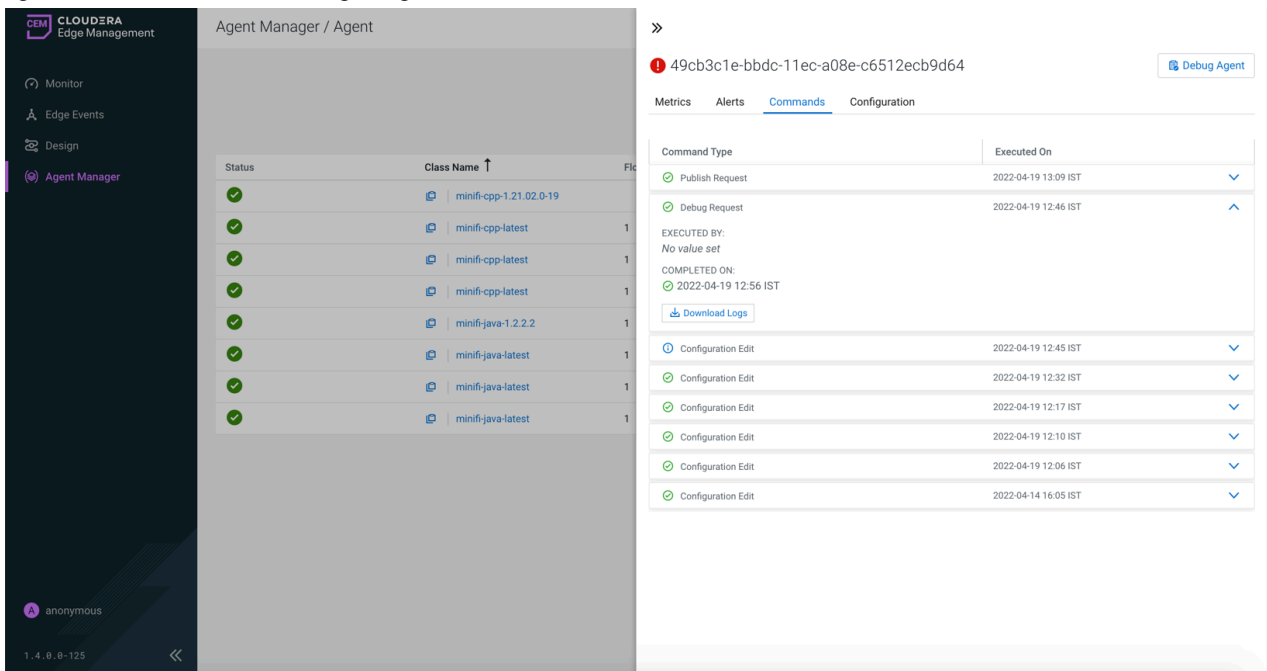 CEM CLOUDERA
Edge Management
Agent Manager / Agent
Monitor
Edge Events
Design
Agent Manager
Status Class Name
minifi-cpp-1.21.02.0-19
minifi-cpp-latest 1
minifi-cpp-latest 1
minifi-cpp-latest 1
minifi-java-1.2.2.2 1
minifi-java-latest 1
minifi-java-latest 1
minifi-java-latest 1
anonymous
1.4.0.0-125
49cb3c1e-bbdc-11ec-a08e-c6512ecb9d64 Debug Agent
Metrics Alerts Commands Configuration
Command Type Executed On
Publish Request 2022-04-19 13:09 IST
Debug Request 2022-04-19 12:46 IST
EXECUTED BY:
No value set
COMPLETED ON:
2022-04-19 12:56 IST
Download Logs
Configuration Edit 2022-04-19 12:45 IST
Configuration Edit 2022-04-19 12:32 IST
Configuration Edit 2022-04-19 12:17 IST
Configuration Edit 2022-04-19 12:10 IST
Configuration Edit 2022-04-19 12:06 IST
Configuration Edit 2022-04-14 16:05 IST